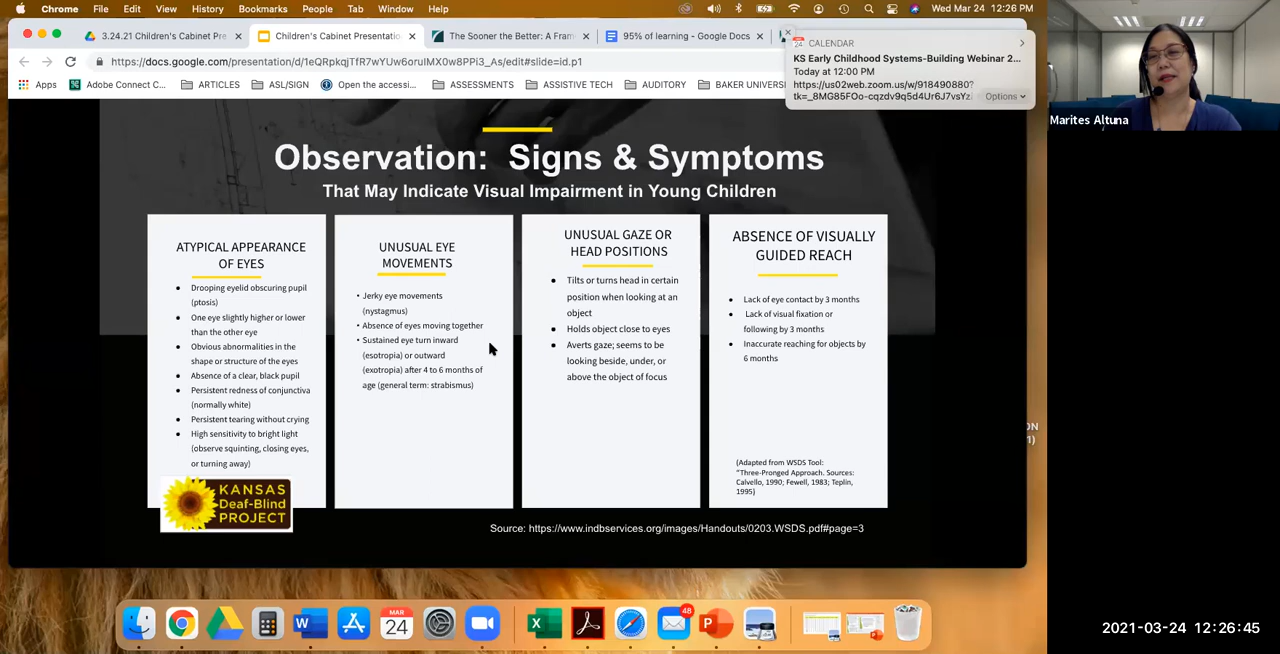 Chrome File Edit View History Bookmarks People Tab Window Help Wed Mar 24 12:26 PM
3.24.21 Children's Cabinet Pre
Children's Cabinet Presentatio
The Sooner the Better: A Fram
95% of learning - Google Docs
https://docs.google.com/presentation/d/1eQRpkqjTfR7wYUw6oruIMX0w8PPl3_As/edit#slide=id.p1
Apps Adobe Connect C... ARTICLES ASL/SIGN Open the accessi... ASSESSMENTS ASSISTIVE TECH AUDITORY BAKER UNIVERSI
CALENDAR
KS Early Childhood Systems-Building Webinar 2...
Today at 12:00 PM
https://us02web.zoom.us/w/918490880?
tk=_8MG85FOo-cqzdv9q5d4Ur6J7vsYz
Options
Marites Altuna
Observation: Signs & Symptoms
That May Indicate Visual Impairment in Young Children
ATYPICAL APPEARANCE
OF EYES
● Drooping eyelid obscuring pupil
(ptosis)
● One eye slightly higher or lower
than the other eye
● Obvious abnormalities in the
shape or structure of the eyes
● Absence of a clear, black pupil
● Persistent redness of conjunctiva
(normally white)
● Persistent tearing without crying
● High sensitivity to bright light
(observe squinting, closing eyes,
or turning away)
UNUSUAL EYE
MOVEMENTS
• Jerky eye movements
(nystagmus)
• Absence of eyes moving together
• Sustained eye turn inward
(esotropia) or outward
(exotropia) after 4 to 6 months of
age (general term: strabismus)
UNUSUAL GAZE OR
HEAD POSITIONS
● Tilts or turns head in certain
position when looking at an
object
● Holds object close to eyes
● Averts gaze; seems to be
looking beside, under, or
above the object of focus
ABSENCE OF VISUALLY
GUIDED REACH
● Lack of eye contact by 3 months
● Lack of visual fixation or
following by 3 months
● Inaccurate reaching for objects by
6 months
(Adapted from WSDS Tool:
"Three-Pronged Approach. Sources:
Calvello, 1990; Fewell, 1983; Teplin,
1995)
KANSAS
Deaf-Blind
PROJECT
Source: https://www.indbservices.org/images/Handouts/0203.WSDS.pdf#page=3
ON
1)
MAR
24
48
2021-03-24 12:26:45